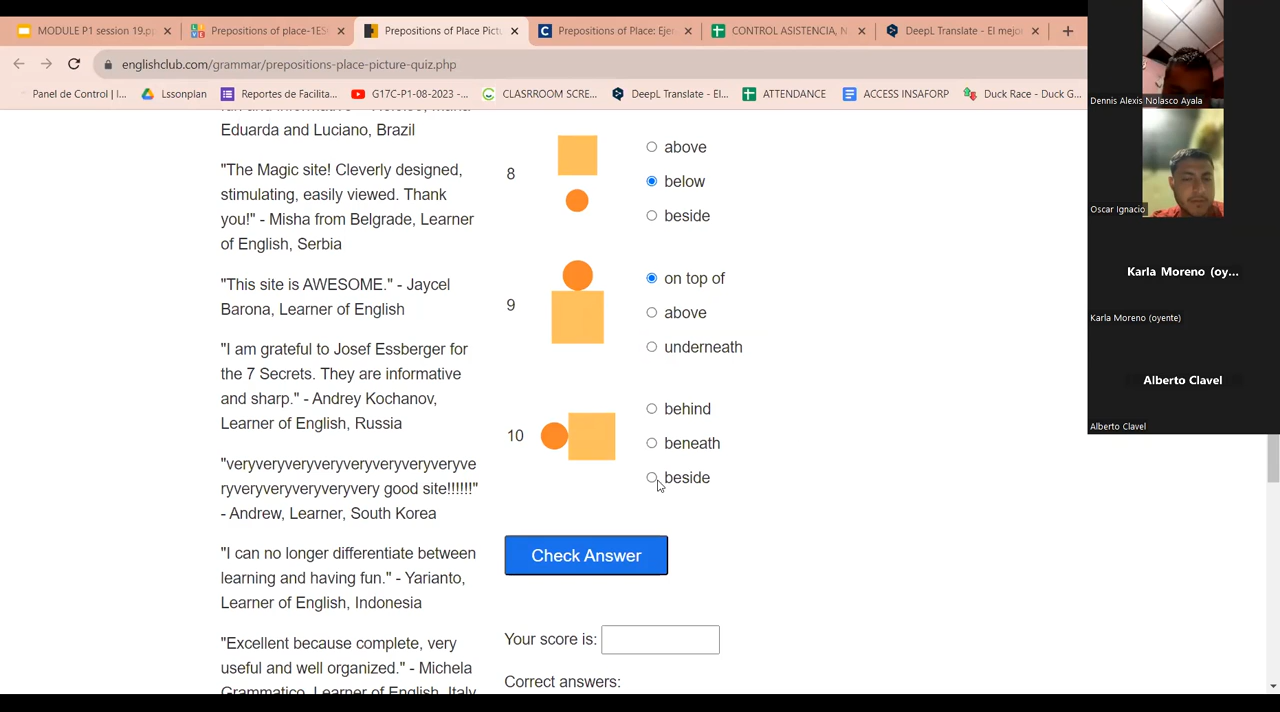 MODULE P1 session 19.p
Prepositions of place-1ES
Prepositions of Place Pict
Prepositions of Place: Eje
CONTROL ASISTENCIA, N
DeepL Translate - El mejo
englishclub.com/grammar/prepositions-place-picture-quiz.php
Panel de Control | I...
Lssonplan
Reportes de Facilita...
G17C-P1-08-2023 -...
CLASSROOM SCRE...
DeepL Translate - El...
ATTENDANCE
ACCESS INSAFORP
Duck Race - Duck G...
Eduarda and Luciano, Brazil
"The Magic site! Cleverly designed,
stimulating, easily viewed. Thank
you!" - Misha from Belgrade, Learner
of English, Serbia
"This site is AWESOME." - Jaycel
Barona, Learner of English
"I am grateful to Josef Essberger for
the 7 Secrets. They are informative
and sharp." - Andrey Kochanov,
Learner of English, Russia
"veryveryveryveryveryveryveryveryve
ryveryveryveryveryvery good site!!!!!!"
- Andrew, Learner, South Korea
"I can no longer differentiate between
learning and having fun." - Yarianto,
Learner of English, Indonesia
"Excellent because complete, very
useful and well organized." - Michela
Grammatico, Learner of English, Italy
8
above
below
beside
9
on top of
above
underneath
10
behind
beneath
beside
Check Answer
Your score is:
Correct answers:
Dennis Alexis Nolasco Ayala
Oscar Ignacio
Karla Moreno (oy...
Karla Moreno (oyente)
Alberto Clavel
Alberto Clavel